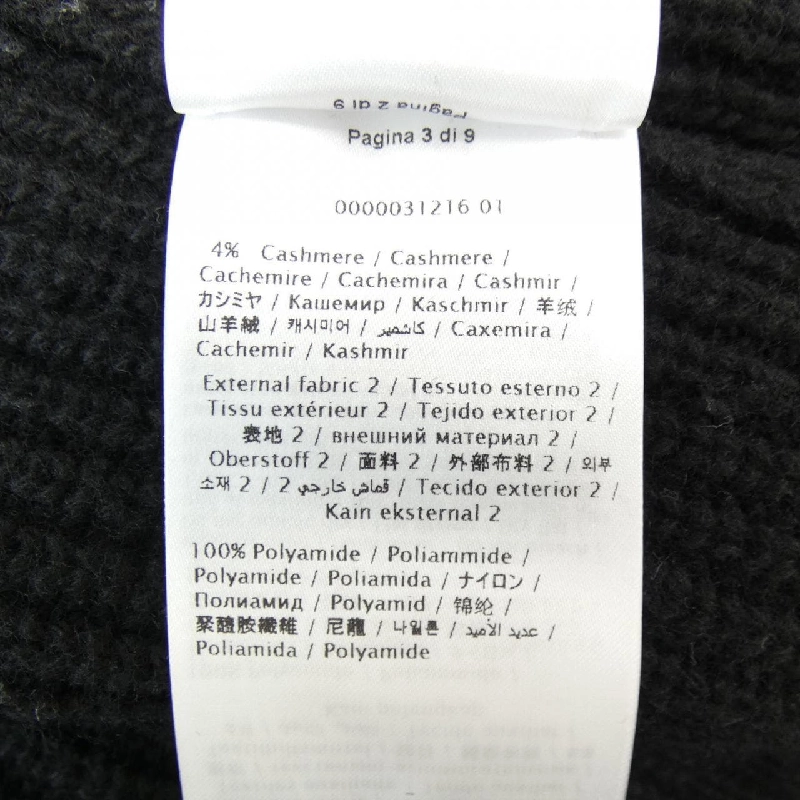 Pagina 2 di 9
Pagina 3 di 9
0000031216 01
4% Cashmere / Cashmere /
Cachemire / Cachemira / Cashmir /
カシミヤ / Кашемир / Kaschmir / 羊绒 /
山羊絨 / 캐시미어 / كاشمير / Caxemira /
Cachemir / Kashmir
External fabric 2 / Tessuto esterno 2 /
Tissu extérieur 2 / Tejido exterior 2 /
表地 2 / внешний материал 2 /
Oberstoff 2 / 面料 2 / 外部布料 2 / 외부
소재 2 / قماش خارجي 2 / Tecido exterior 2 /
Kain eksternal 2
100% Polyamide / Poliammide /
Polyamide / Poliamida / ナイロン /
Полиамид / Polyamid / 锦纶 /
聚醯胺纖維 / 尼龍 / 나일론 / عديد الأميد /
Poliamida / Polyamide